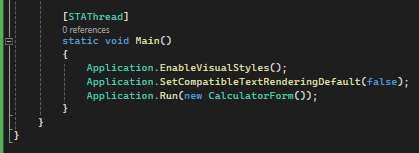 [STAThread]
0 references
static void Main()
{
Application.EnableVisualStyles();
Application.SetCompatibleTextRenderingDefault(false);
Application.Run(new CalculatorForm());
}
}
}